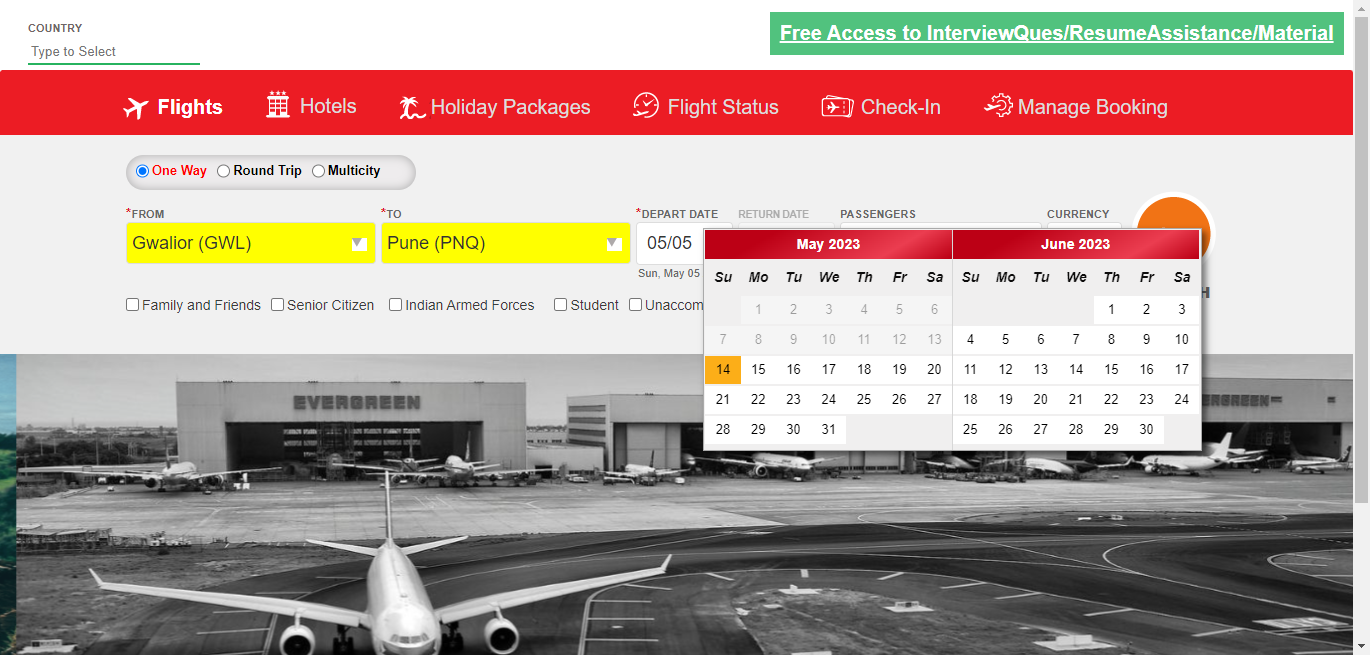 COUNTRY
Type to Select
Free Access to InterviewQues/ResumeAssistance/Material
Flights
Hotels
Holiday Packages
Flight Status
Check-In
Manage Booking
One Way
Round Trip
Multicity
*FROM
*TO
*DEPART DATE
RETURN DATE
PASSENGERS
CURRENCY
Gwalior (GWL)
Pune (PNQ)
05/05
Sun, May 05
Family and Friends
Senior Citizen
Indian Armed Forces
Student
Unaccom
May 2023
Su Mo Tu We Th Fr Sa
1 2 3 4 5 6
7 8 9 10 11 12 13
14 15 16 17 18 19 20
21 22 23 24 25 26 27
28 29 30 31
June 2023
Su Mo Tu We Th Fr Sa
1 2 3
4 5 6 7 8 9 10
11 12 13 14 15 16 17
18 19 20 21 22 23 24
25 26 27 28 29 30
H
EVERGREEN
ERGREEN